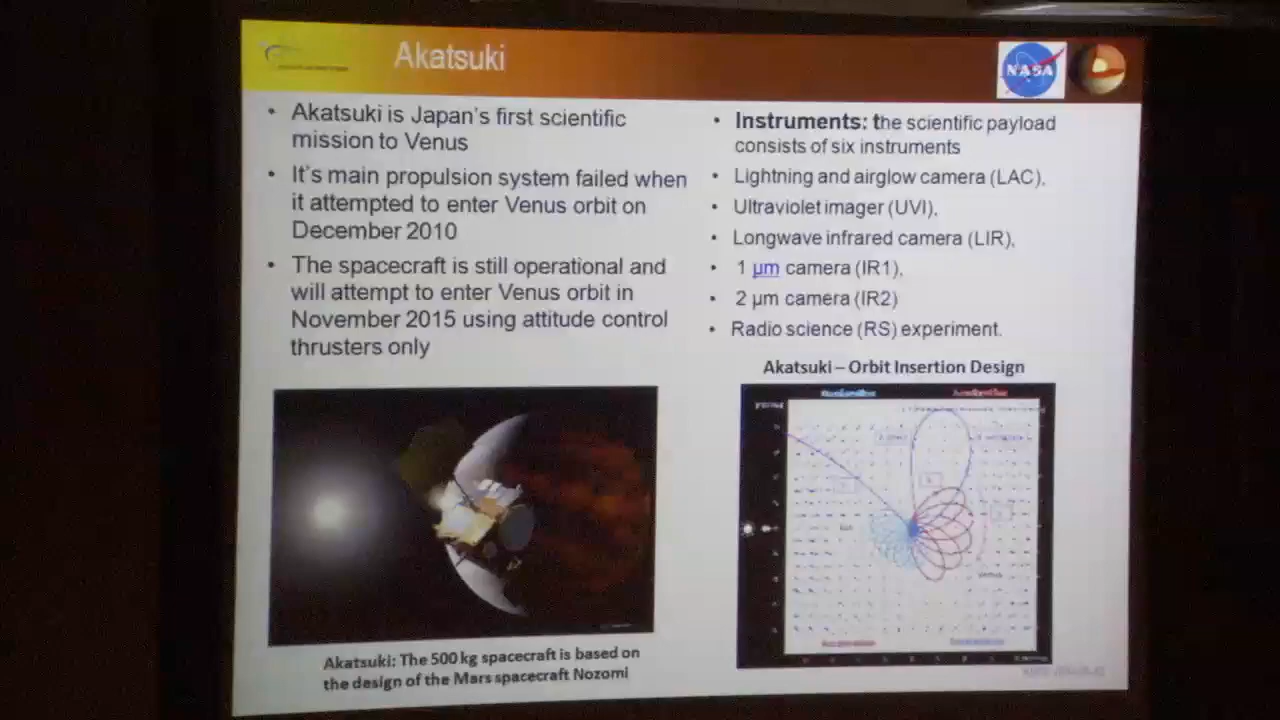 Akatsuki
NASA
• Akatsuki is Japan's first scientific
mission to Venus
• It's main propulsion system failed when
it attempted to enter Venus orbit on
December 2010
• The spacecraft is still operational and
will attempt to enter Venus orbit in
November 2015 using attitude control
thrusters only
Akatsuki: The 500 kg spacecraft is based on
the design of the Mars spacecraft Nozomi
• Instruments: the scientific payload
consists of six instruments
• Lightning and airglow camera (LAC),
• Ultraviolet imager (UVI),
• Longwave infrared camera (LIR),
• 1 µm camera (IR1),
• 2 µm camera (IR2)
• Radio science (RS) experiment.
Akatsuki – Orbit Insertion Design